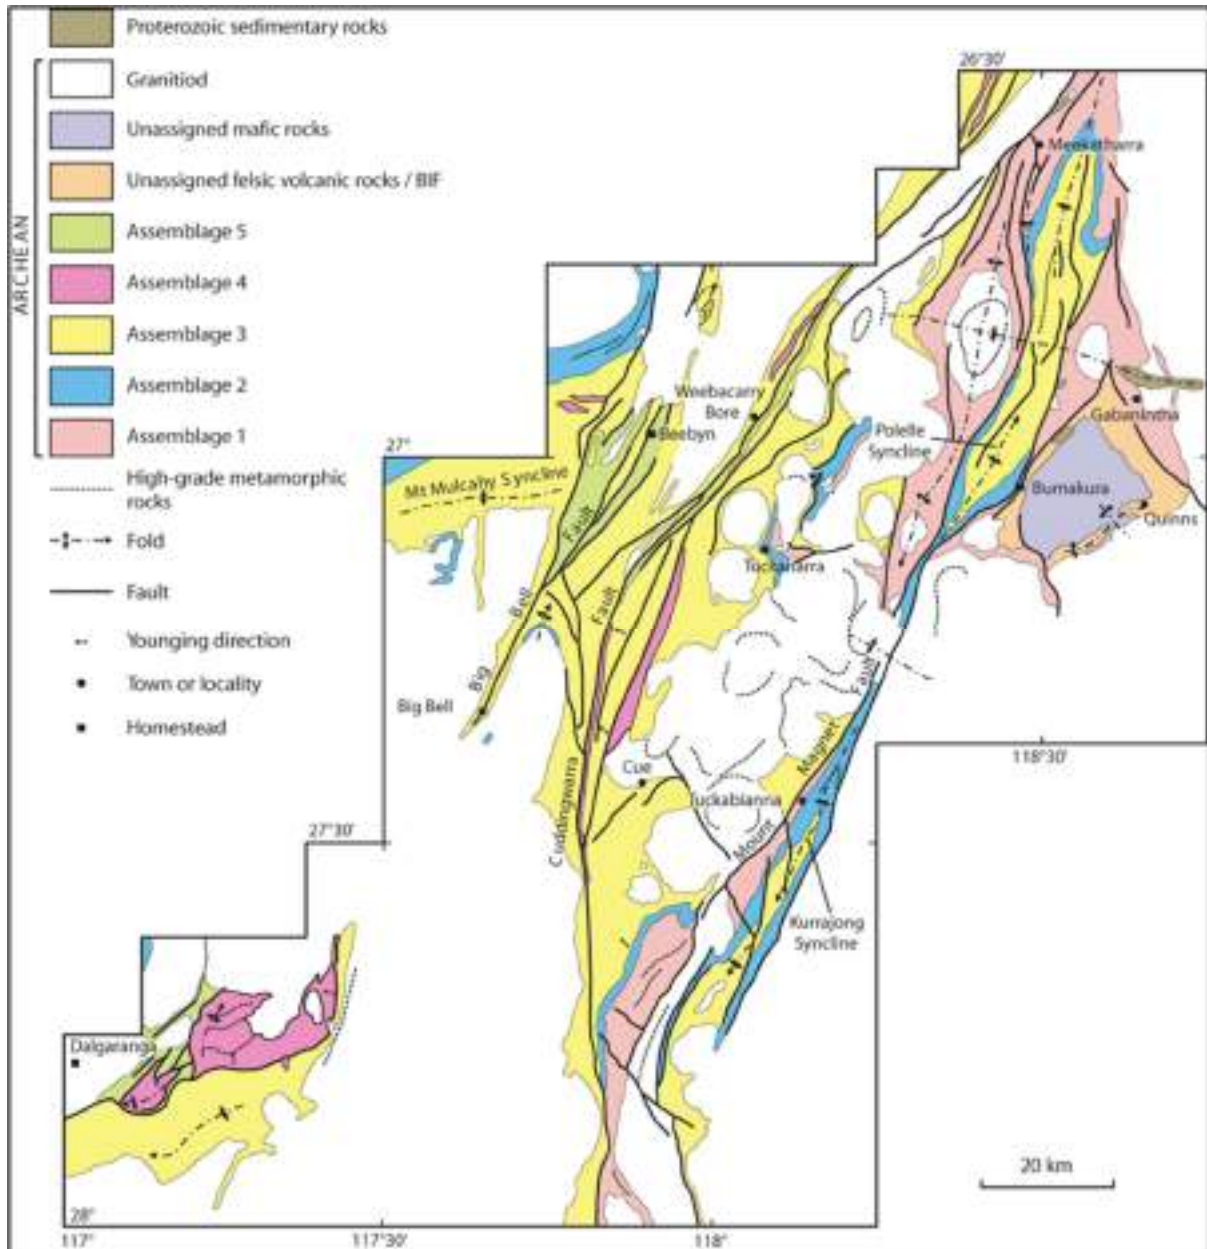 Proterozoic sedimentary rocks
Granitiod
Unassigned mafic rocks
Unassigned felsic volcanic rocks / BIF
Assemblage 5
Assemblage 4
Assemblage 3
Assemblage 2
Assemblage 1
ARCHEAN
High-grade metamorphic
rocks
Fold
Fault
Younging direction
Town or locality
Homestead
26°30'
Meekatharra
Weebacarry
Bore
Beebyn
Gabanintha
Polelle
Syncline
27°
Mt Mulcahy Syncline
Burnakura
Quinns
Tuckanarra
Big Bell Fault
Fault
Big Bell
Cuddingwarra
Cue
Tuckabianna
Mount Magnet Fault
118°30'
27°30'
Kurrajong
Syncline
Dalgaranga
20 km
28°
117°
117°30'
118°